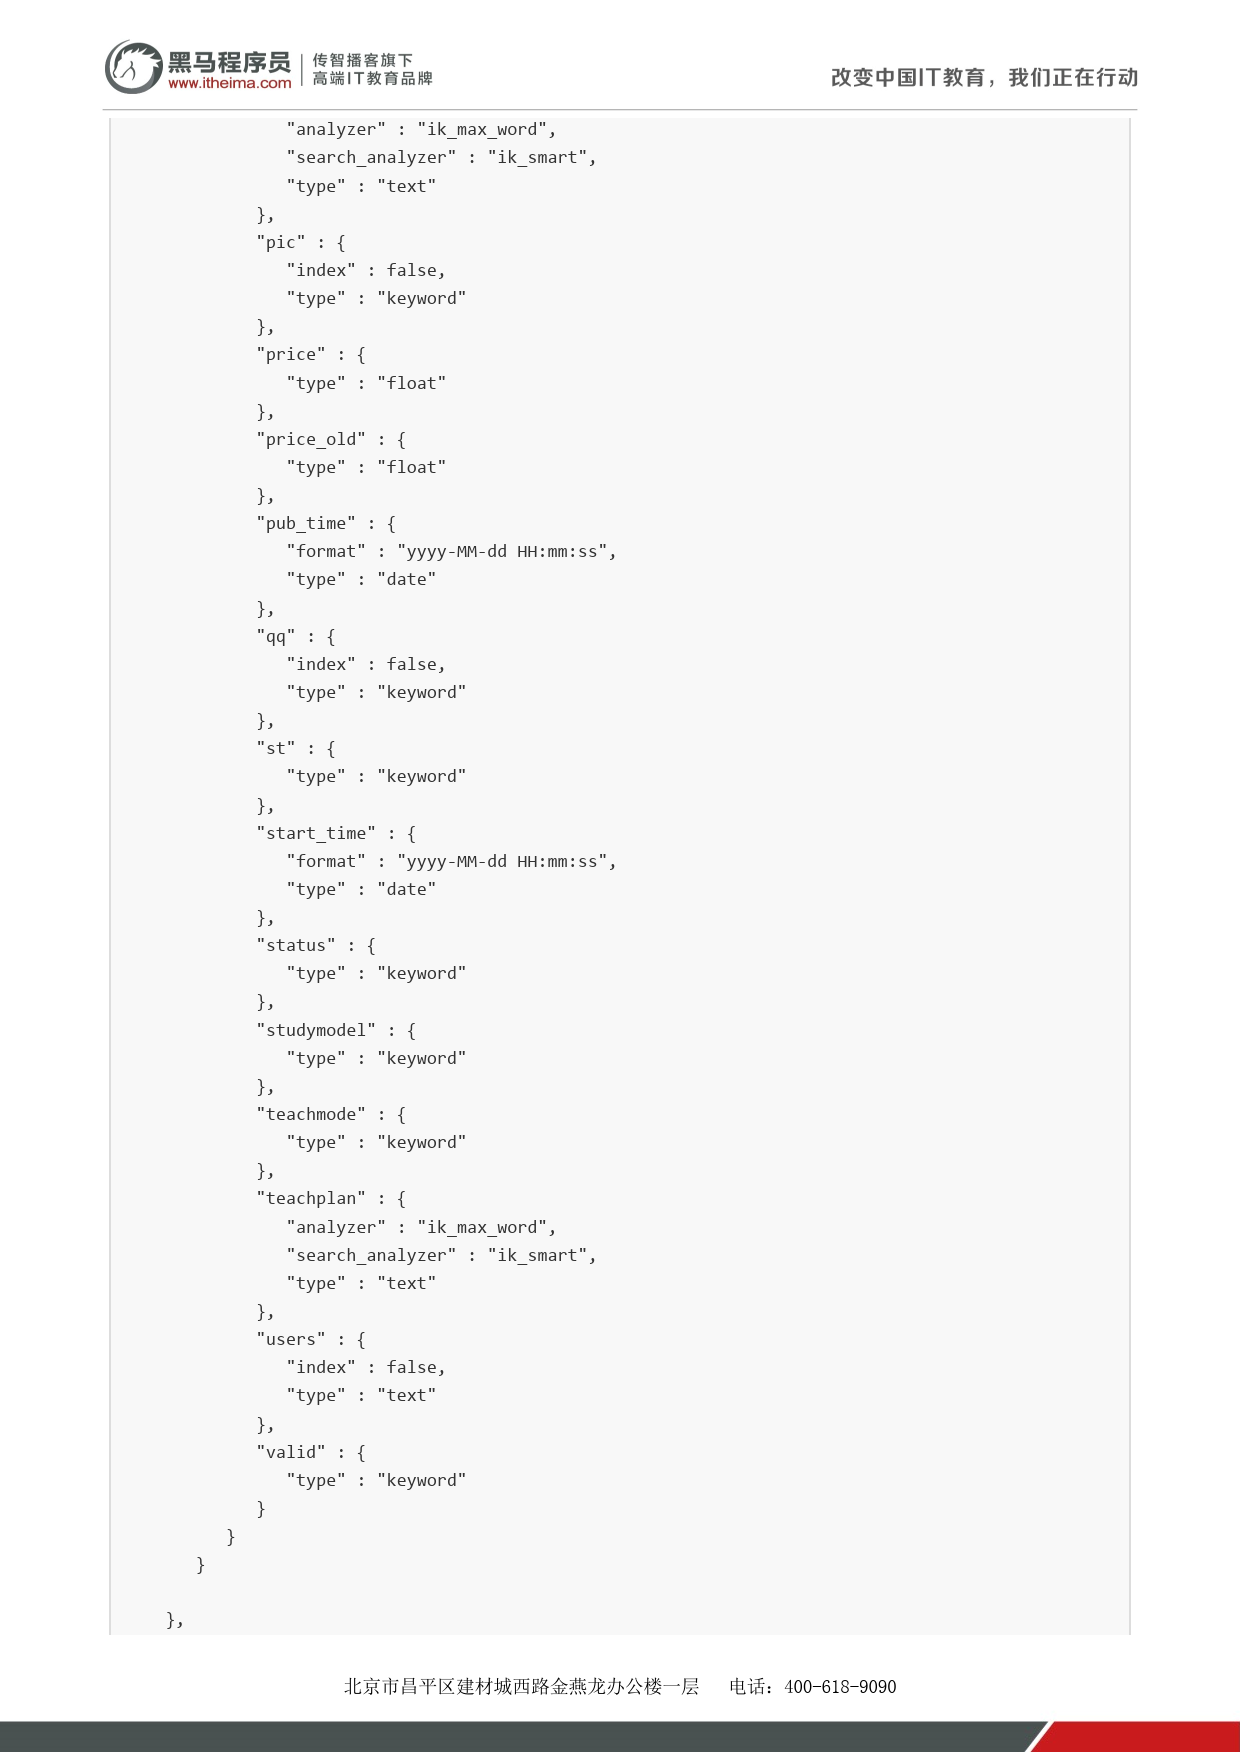 黑马程序员
www.itheima.com
传智播客旗下
高端IT教育品牌
改变中国IT教育，我们正在行动
"analyzer" : "ik_max_word",
"search_analyzer" : "ik_smart",
"type" : "text"
},
"pic" : {
"index" : false,
"type" : "keyword"
},
"price" : {
"type" : "float"
},
"price_old" : {
"type" : "float"
},
"pub_time" : {
"format" : "yyyy-MM-dd HH:mm:ss",
"type" : "date"
},
"qq" : {
"index" : false,
"type" : "keyword"
},
"st" : {
"type" : "keyword"
},
"start_time" : {
"format" : "yyyy-MM-dd HH:mm:ss",
"type" : "date"
},
"status" : {
"type" : "keyword"
},
"studymodel" : {
"type" : "keyword"
},
"teachmode" : {
"type" : "keyword"
},
"teachplan" : {
"analyzer" : "ik_max_word",
"search_analyzer" : "ik_smart",
"type" : "text"
},
"users" : {
"index" : false,
"type" : "text"
},
"valid" : {
"type" : "keyword"
}
}
}
},
北京市昌平区建材城西路金燕龙办公楼一层 电话：400-618-9090